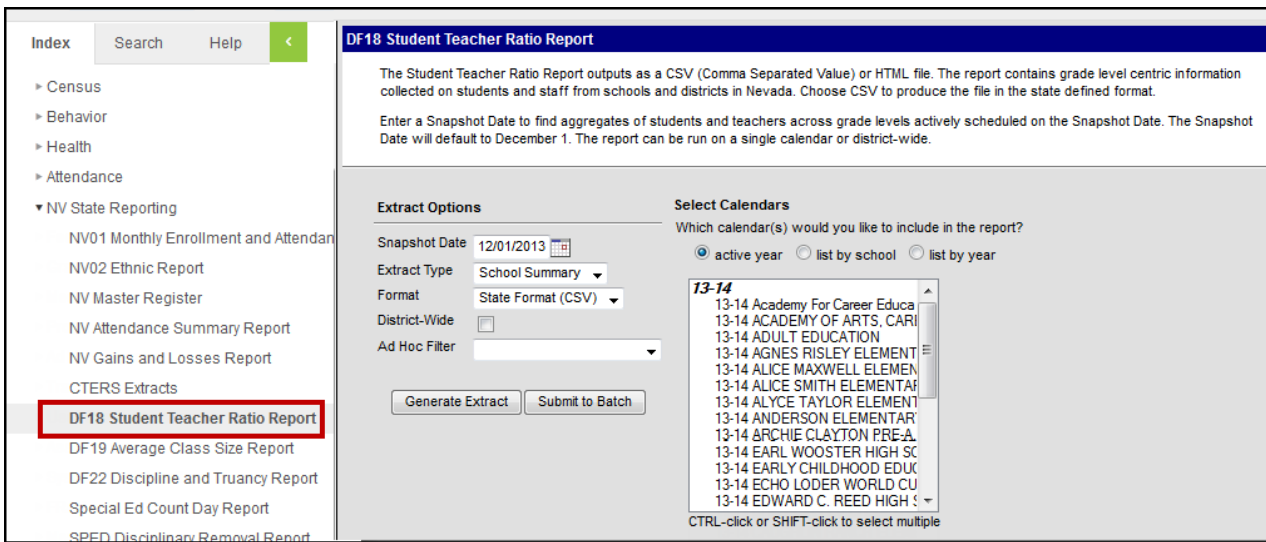 Index Search Help <
Census
Behavior
Health
Attendance
NV State Reporting
NV01 Monthly Enrollment and Attendan
NV02 Ethnic Report
NV Master Register
NV Attendance Summary Report
NV Gains and Losses Report
CTERS Extracts
DF18 Student Teacher Ratio Report
DF19 Average Class Size Report
DF22 Discipline and Truancy Report
Special Ed Count Day Report
SPED Disciplinary Removal Report
DF18 Student Teacher Ratio Report
The Student Teacher Ratio Report outputs as a CSV (Comma Separated Value) or HTML file. The report contains grade level centric information
collected on students and staff from schools and districts in Nevada. Choose CSV to produce the file in the state defined format.
Enter a Snapshot Date to find aggregates of students and teachers across grade levels actively scheduled on the Snapshot Date. The Snapshot
Date will default to December 1. The report can be run on a single calendar or district-wide.
Extract Options
Snapshot Date 12/01/2013
Extract Type School Summary
Format State Format (CSV)
District-Wide
Ad Hoc Filter
Generate Extract Submit to Batch
Select Calendars
Which calendar(s) would you like to include in the report?
active year list by school list by year
13-14
13-14 Academy For Career Educa
13-14 ACADEMY OF ARTS, CARI
13-14 ADULT EDUCATION
13-14 AGNES RISLEY ELEMENT
13-14 ALICE MAXWELL ELEMEN
13-14 ALICE SMITH ELEMENTAF
13-14 ALYCE TAYLOR ELEMENT
13-14 ANDERSON ELEMENTAR
13-14 ARCHIE CLAYTON PRE-A
13-14 EARL WOOSTER HIGH SC
13-14 EARLY CHILDHOOD EDUC
13-14 ECHO LODER WORLD CU
13-14 EDWARD C. REED HIGH S
CTRL-click or SHIFT-click to select multiple